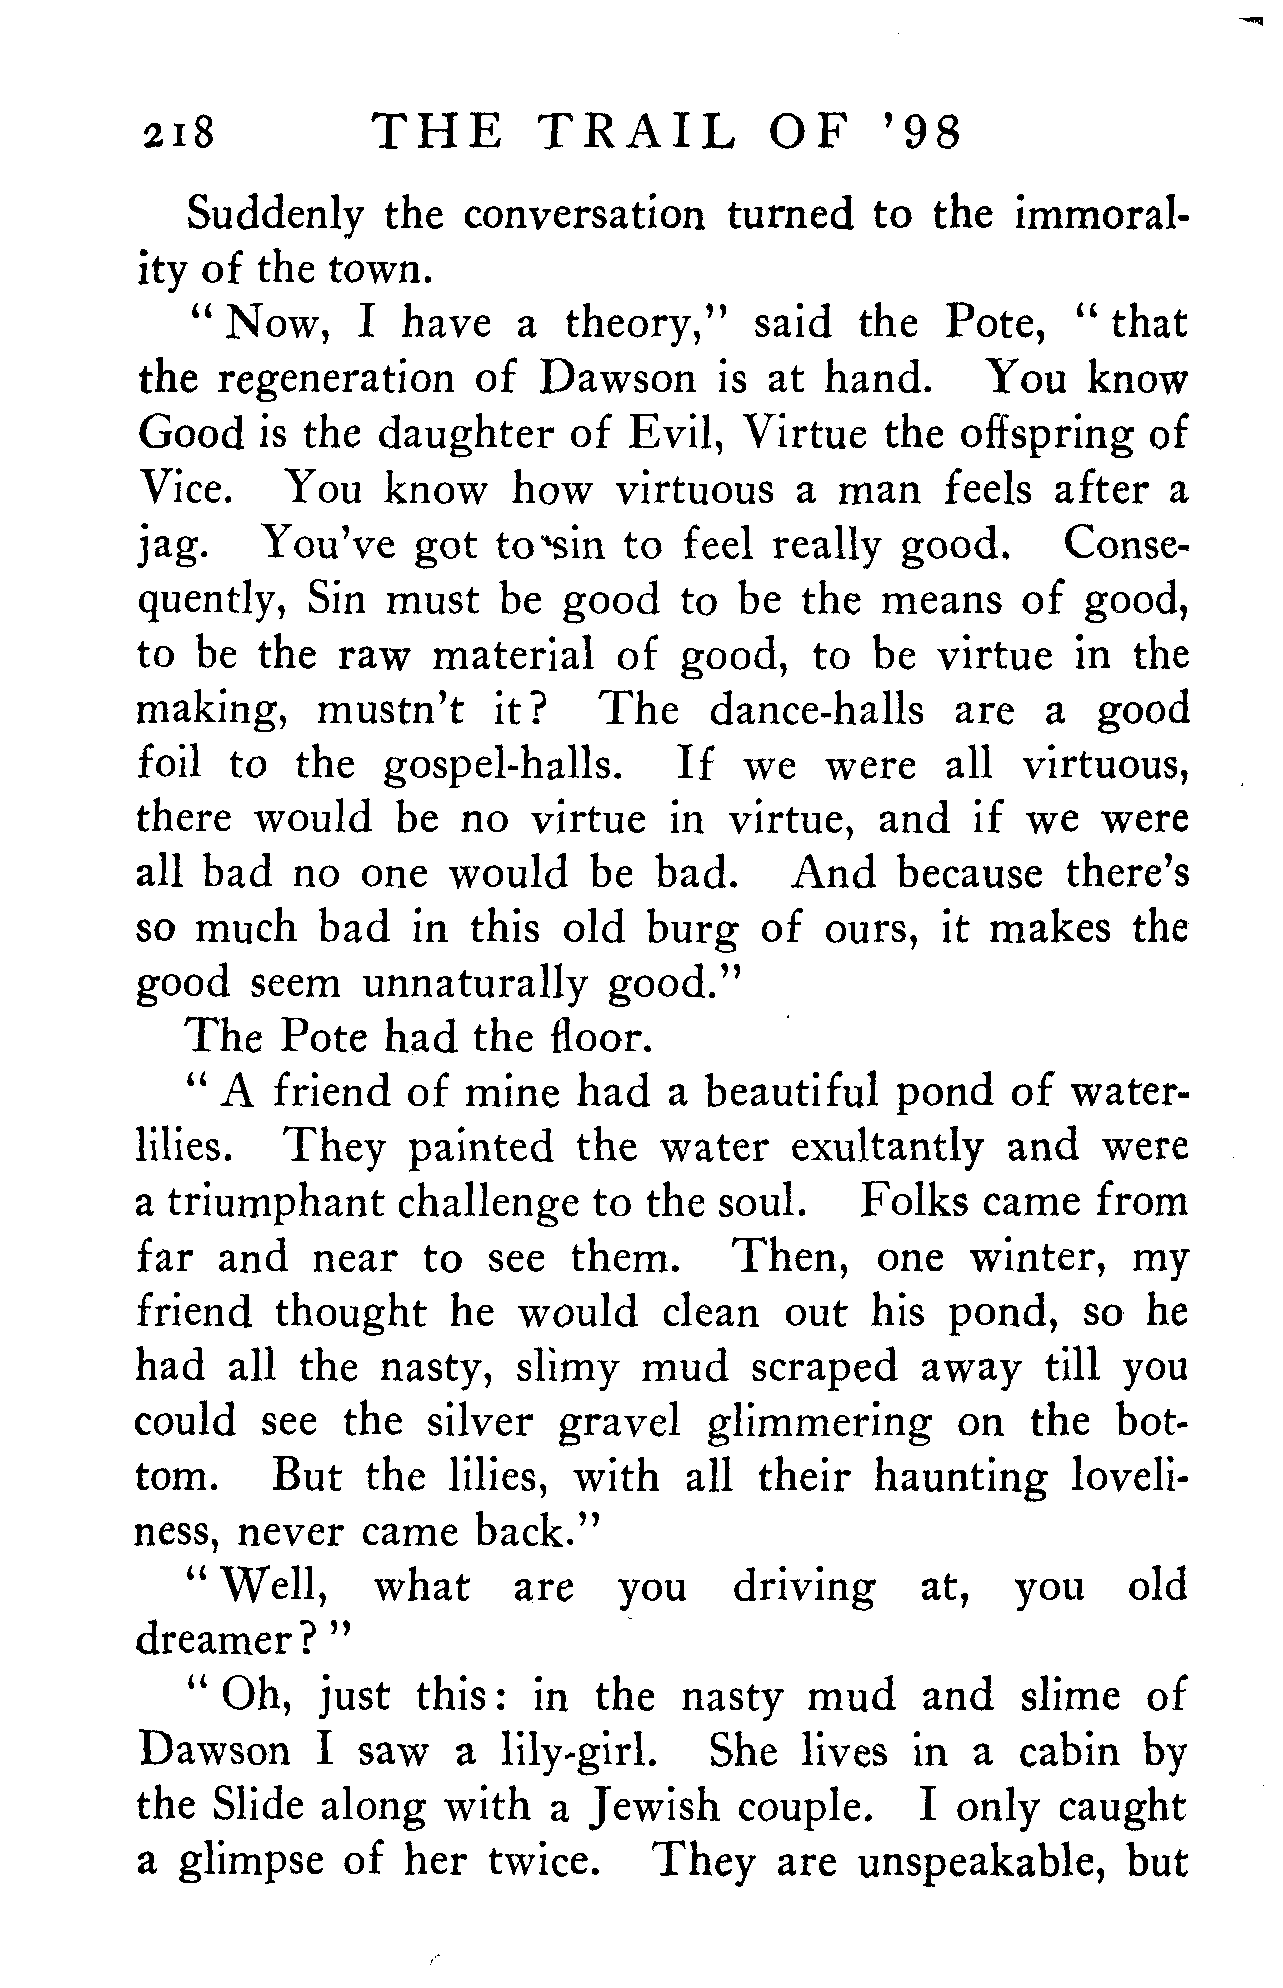 218 THE TRAIL OF '98
Suddenly the conversation turned to the immoral-
ity of the town.
" Now, I have a theory," said the Pote, " that
the regeneration of Dawson is at hand. You know
Good is the daughter of Evil, Virtue the offspring of
Vice. You know how virtuous a man feels after a
jag. You've got to sin to feel really good. Conse-
quently, Sin must be good to be the means of good,
to be the raw material of good, to be virtue in the
making, mustn't it? The dance-halls are a good
foil to the gospel-halls. If we were all virtuous,
there would be no virtue in virtue, and if we were
all bad no one would be bad. And because there's
so much bad in this old burg of ours, it makes the
good seem unnaturally good."
The Pote had the floor.
" A friend of mine had a beautiful pond of water-
lilies. They painted the water exultantly and were
a triumphant challenge to the soul. Folks came from
far and near to see them. Then, one winter, my
friend thought he would clean out his pond, so he
had all the nasty, slimy mud scraped away till you
could see the silver gravel glimmering on the bot-
tom. But the lilies, with all their haunting loveli-
ness, never came back."
" Well, what are you driving at, you old
dreamer? "
" Oh, just this: in the nasty mud and slime of
Dawson I saw a lily-girl. She lives in a cabin by
the Slide along with a Jewish couple. I only caught
a glimpse of her twice. They are unspeakable, but